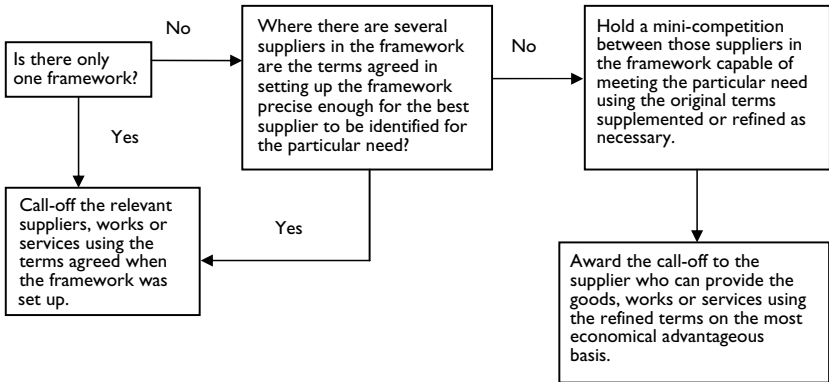 No
Is there only
one framework?
Where there are several
suppliers in the framework
are the terms agreed in
setting up the framework
precise enough for the best
supplier to be identified for
the particular need?
No
Hold a mini-competition
between those suppliers in
the framework capable of
meeting the particular need
using the original terms
supplemented or refined as
necessary.
Yes
Call-off the relevant
suppliers, works or
services using the
terms agreed when
the framework was
set up.
Yes
Award the call-off to the
supplier who can provide the
goods, works or services using
the refined terms on the most
economical advantageous
basis.